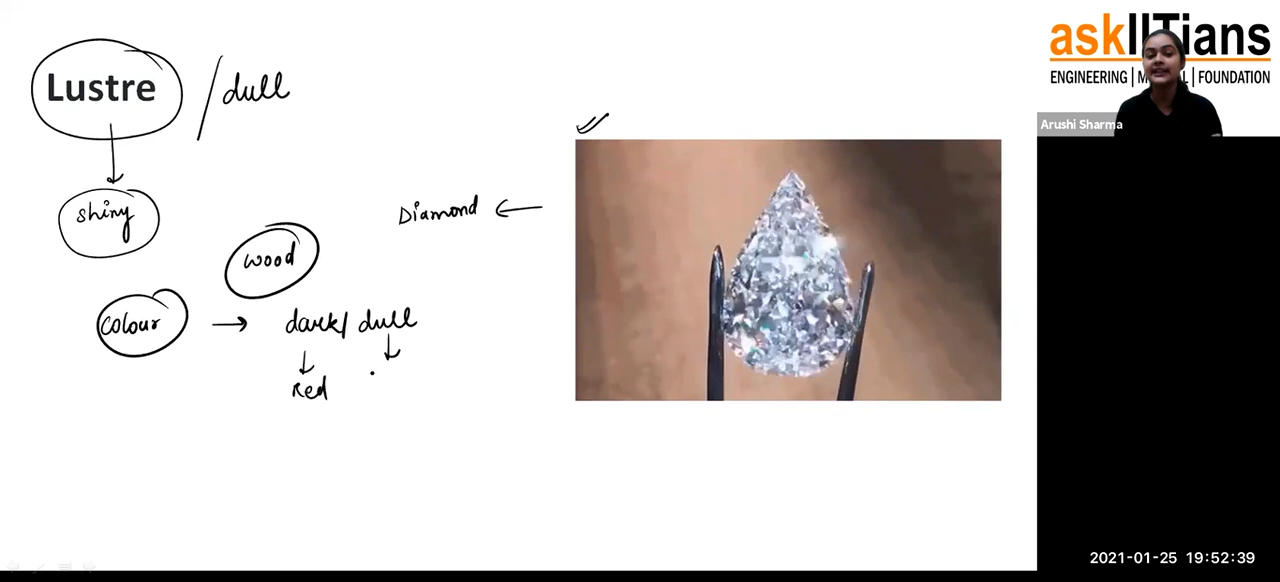 Lustre / dull
shiny
wood
colour → dark/ dull
Red
Diamond ←
askIITians
ENGINEERING | M L | FOUNDATION
Arushi Sharma
2021-01-25 19:52:39